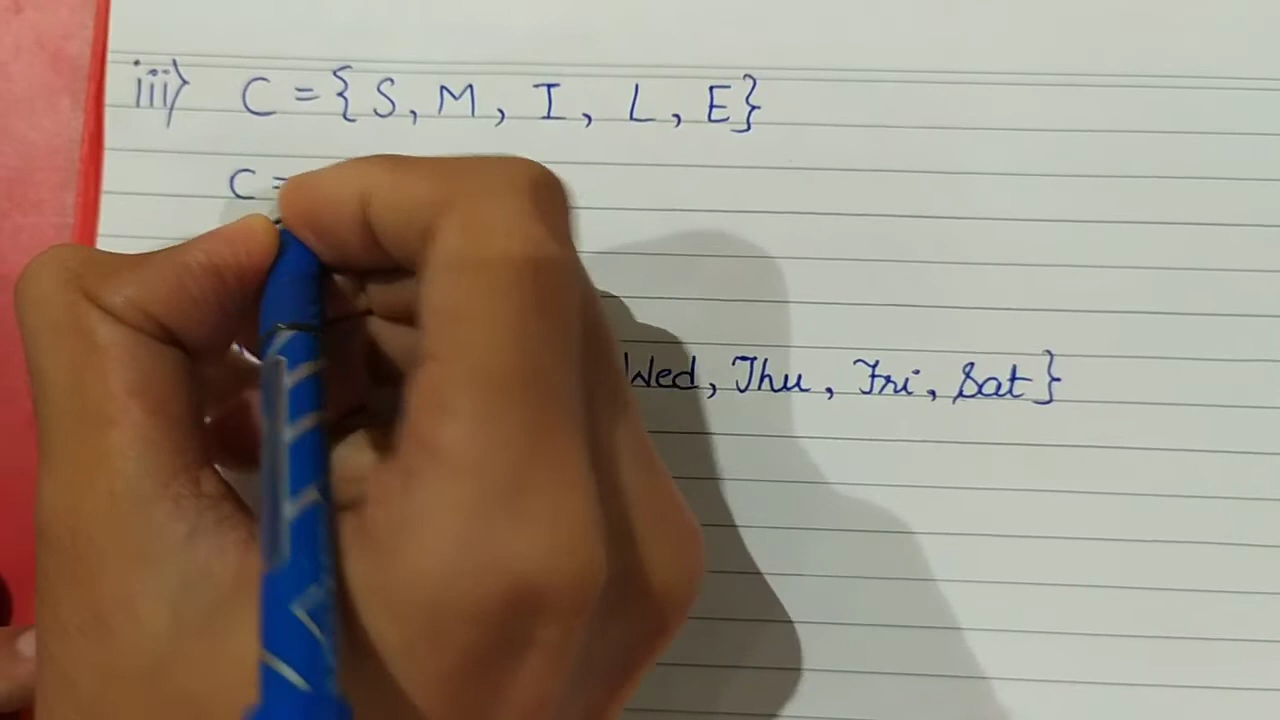 iii) C = {S, M, I, L, E}
C =
Wed, Thu, Fri, Sat}